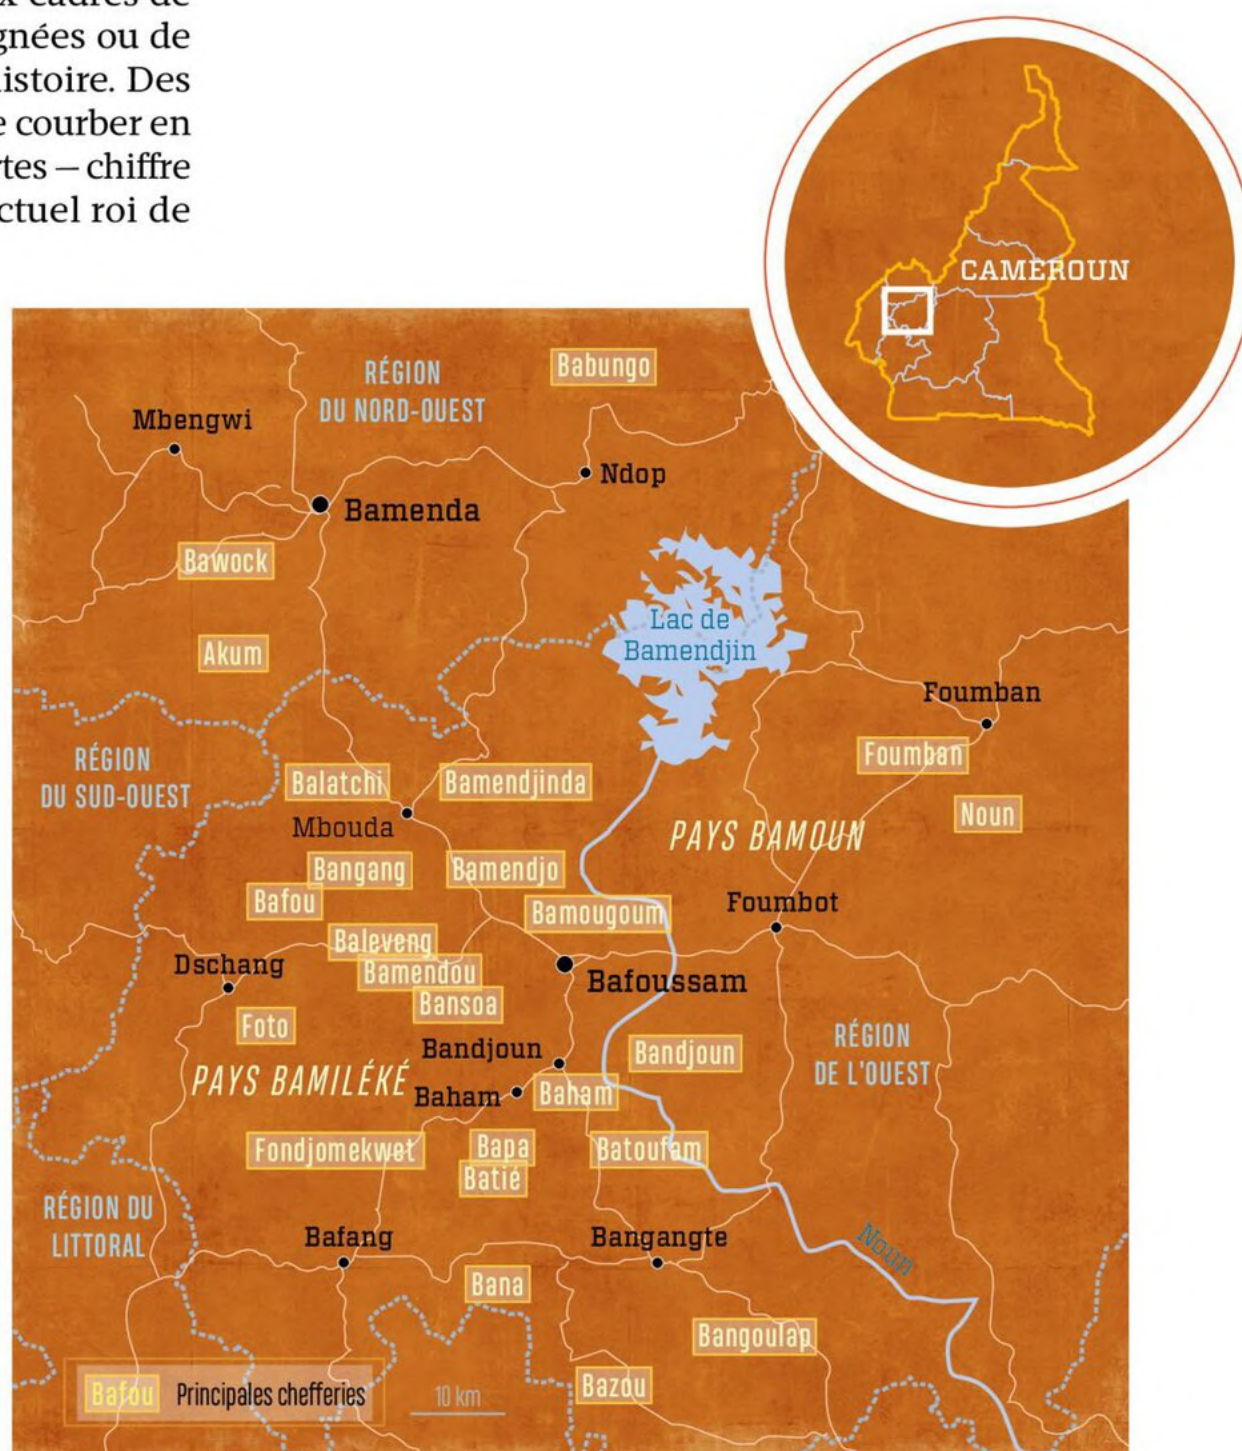 x cadres de
gnées ou de
istoire. Des
e courber en
rtes – chiffre
ctuel roi de
CAMEROUN
RÉGION
DU NORD-OUEST
Babungo
Mbengwi
Ndop
Bamenda
Bawock
Lac de
Bamendjin
Akum
Foumban
Foumban
RÉGION
DU SUD-OUEST
Balatchi
Bamendjinda
Noun
Mbouda
PAYS BAMOUN
Bangang
Bamendjo
Bafou
Bamougoum
Foumbot
Baleveng
Dschang
Bamendou
Bafoussam
Bansoa
Foto
RÉGION
DE L'OUEST
Bandjoun
Bandjoun
PAYS BAMILÉKÉ
Baham
Baham
Fondjomekwet
Bapa
Batoufam
Batié
RÉGION DU
LITTORAL
Bafang
Bangangte
Noun
Bana
Bangoulap
Bafou Principales chefferies
10 km
Bazou